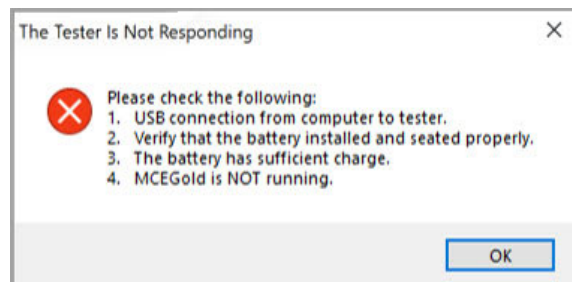 The Tester Is Not Responding
Please check the following:
1. USB connection from computer to tester.
2. Verify that the battery installed and seated properly.
3. The battery has sufficient charge.
4. MCEGold is NOT running.
OK